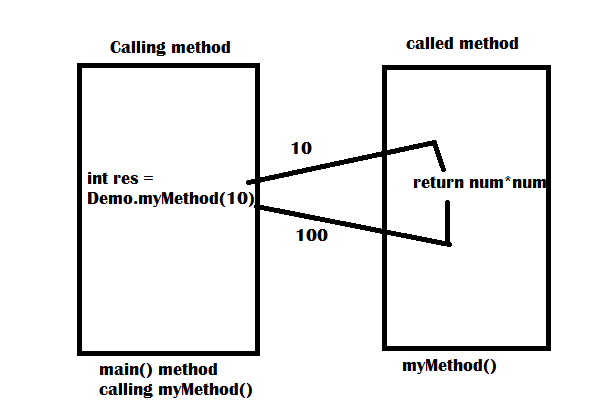 Calling method
called method
10
int res =
Demo.myMethod(10)
return num*num
100
main() method
calling myMethod()
myMethod()